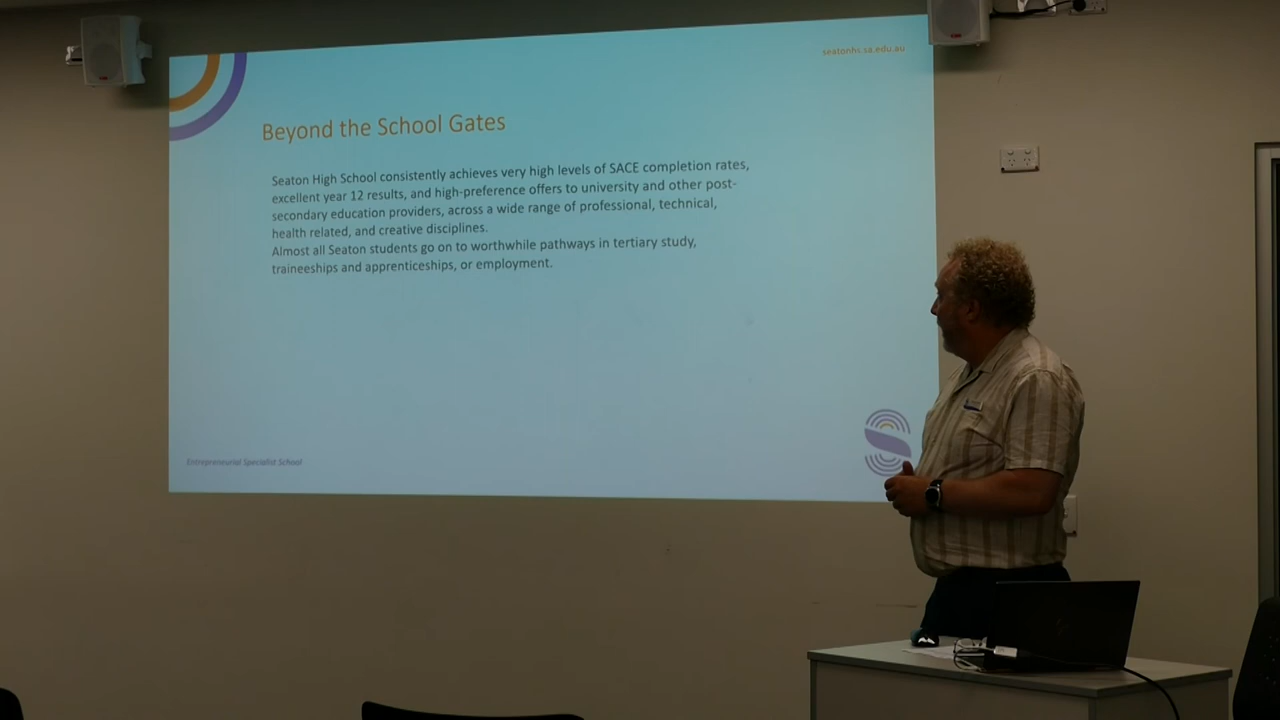 seatonhs.sa.edu.au
Beyond the School Gates
Seaton High School consistently achieves very high levels of SACE completion rates,
excellent year 12 results, and high-preference offers to university and other post-
secondary education providers, across a wide range of professional, technical,
health related, and creative disciplines.
Almost all Seaton students go on to worthwhile pathways in tertiary study,
traineeships and apprenticeships, or employment.
Entrepreneurial Specialist School